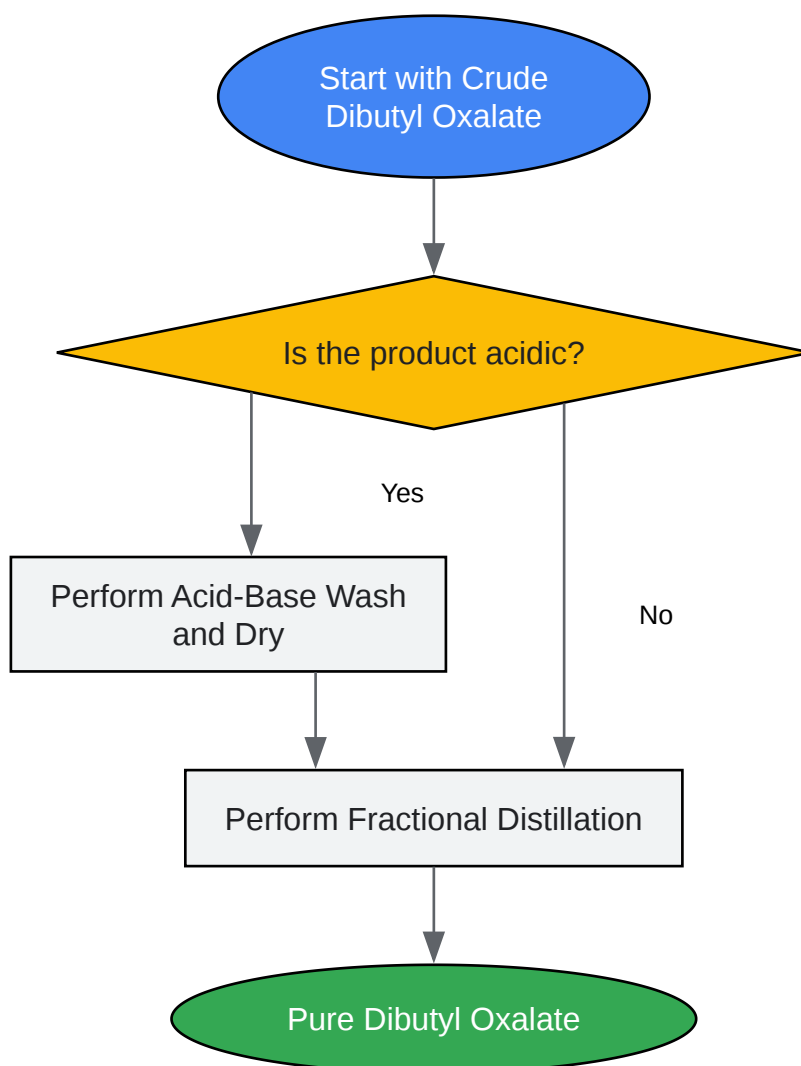 Start with Crude
Dibutyl Oxalate
Is the product acidic?
Yes
Perform Acid-Base Wash
and Dry
No
Perform Fractional Distillation
Pure Dibutyl Oxalate